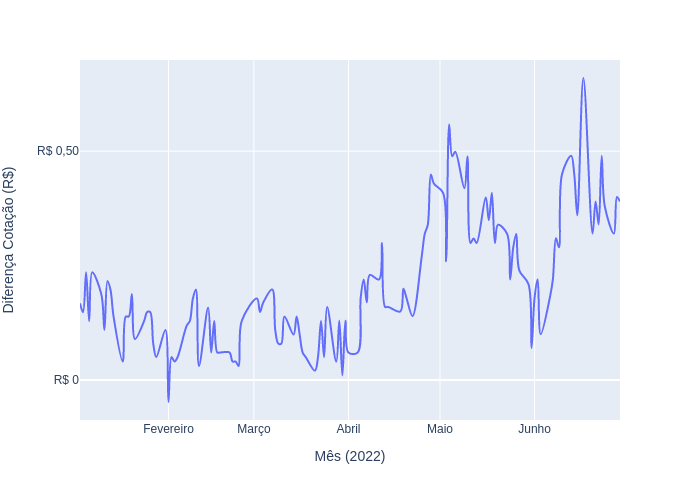 Diferença Cotação (R$)
R$ 0,50
R$ 0
Fevereiro Março Abril Maio Junho
Mês (2022)